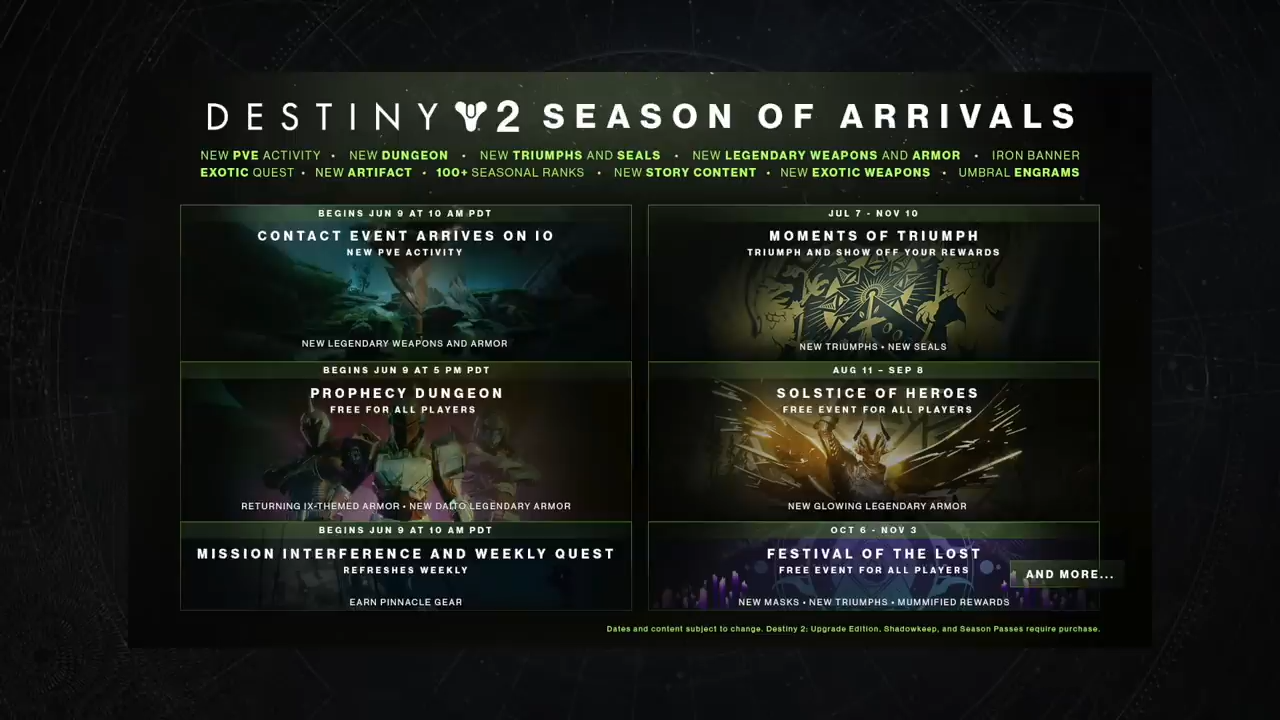 DESTINY 2 SEASON OF ARRIVALS
NEW PVE ACTIVITY • NEW DUNGEON • NEW TRIUMPHS AND SEALS • NEW LEGENDARY WEAPONS AND ARMOR • IRON BANNER
EXOTIC QUEST • NEW ARTIFACT • 100+ SEASONAL RANKS • NEW STORY CONTENT • NEW EXOTIC WEAPONS • UMBRAL ENGRAMS
BEGINS JUN 9 AT 10 AM PDT
CONTACT EVENT ARRIVES ON IO
NEW PVE ACTIVITY
NEW LEGENDARY WEAPONS AND ARMOR
BEGINS JUN 9 AT 5 PM PDT
PROPHECY DUNGEON
FREE FOR ALL PLAYERS
RETURNING IX-THEMED ARMOR • NEW DAITO LEGENDARY ARMOR
BEGINS JUN 9 AT 10 AM PDT
MISSION INTERFERENCE AND WEEKLY QUEST
REFRESHES WEEKLY
EARN PINNACLE GEAR
JUL 7 - NOV 10
MOMENTS OF TRIUMPH
TRIUMPH AND SHOW OFF YOUR REWARDS
NEW TRIUMPHS • NEW SEALS
AUG 11 – SEP 8
SOLSTICE OF HEROES
FREE EVENT FOR ALL PLAYERS
NEW GLOWING LEGENDARY ARMOR
OCT 6 - NOV 3
FESTIVAL OF THE LOST
FREE EVENT FOR ALL PLAYERS
NEW MASKS • NEW TRIUMPHS • MUMMIFIED REWARDS
AND MORE...
Dates and content subject to change. Destiny 2: Upgrade Edition, Shadowkeep, and Season Passes require purchase.